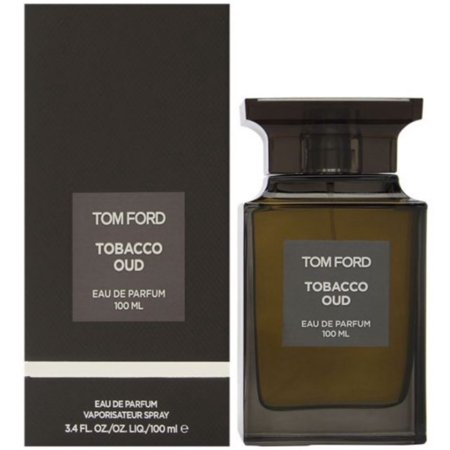 TOM FORD
TOBACCO
OUD
EAU DE PARFUM
100 ML
EAU DE PARFUM
VAPORISATEUR SPRAY
3.4 FL. OZ./OZ. LIQ./100 ml ℮
TOM FORD
TOBACCO
OUD
EAU DE PARFUM
100 ML